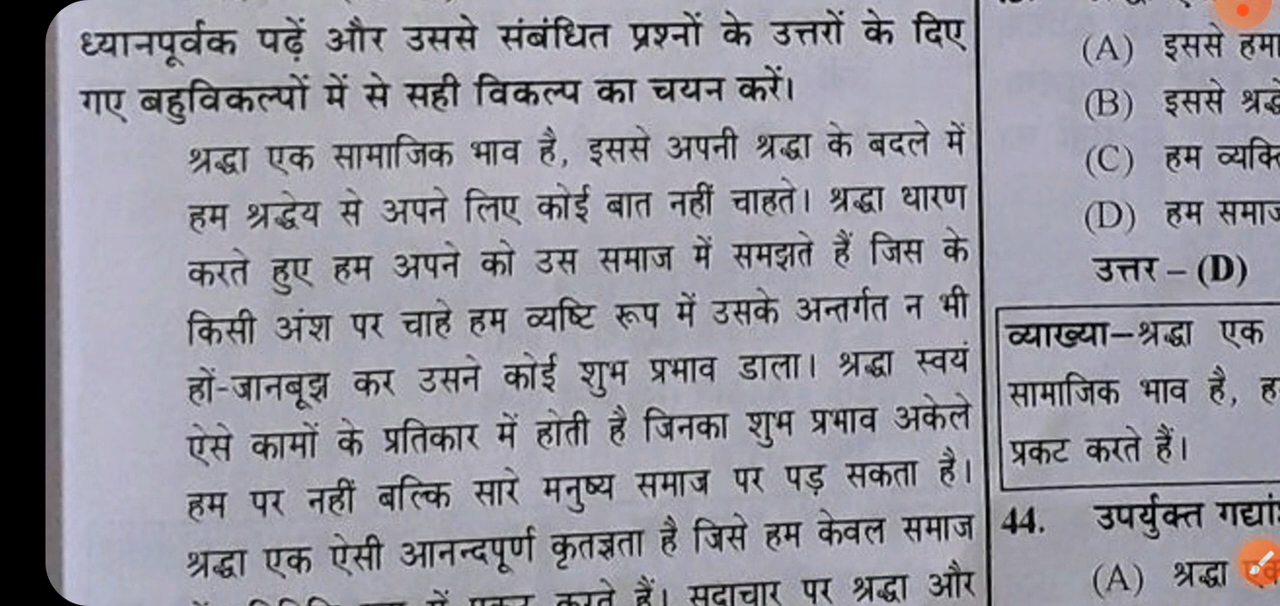 ध्यानपूर्वक पढ़ें और उससे संबंधित प्रश्नों के उत्तरों के दिए
गए बहुविकल्पों में से सही विकल्प का चयन करें।
श्रद्धा एक सामाजिक भाव है, इससे अपनी श्रद्धा के बदले में
हम श्रद्धेय से अपने लिए कोई बात नहीं चाहते। श्रद्धा धारण
करते हुए हम अपने को उस समाज में समझते हैं जिस के
किसी अंश पर चाहे हम व्यष्टि रूप में उसके अन्तर्गत न भी
हों-जानबूझ कर उसने कोई शुभ प्रभाव डाला। श्रद्धा स्वयं
ऐसे कामों के प्रतिकार में होती है जिनका शुभ प्रभाव अकेले
हम पर नहीं बल्कि सारे मनुष्य समाज पर पड़ सकता है।
श्रद्धा एक ऐसी आनन्दपूर्ण कृतज्ञता है जिसे हम केवल समाज
में प्रकट करते हैं। सदाचार पर श्रद्धा और
(A) इससे हमा
(B) इससे
(C) हम व्यक्ति
(D) हम समाज
उत्तर – (D)
व्याख्या–श्रद्धा एक
सामाजिक भाव है, ह
प्रकट करते हैं।
44. उपर्युक्त
(A) श्रद्धा